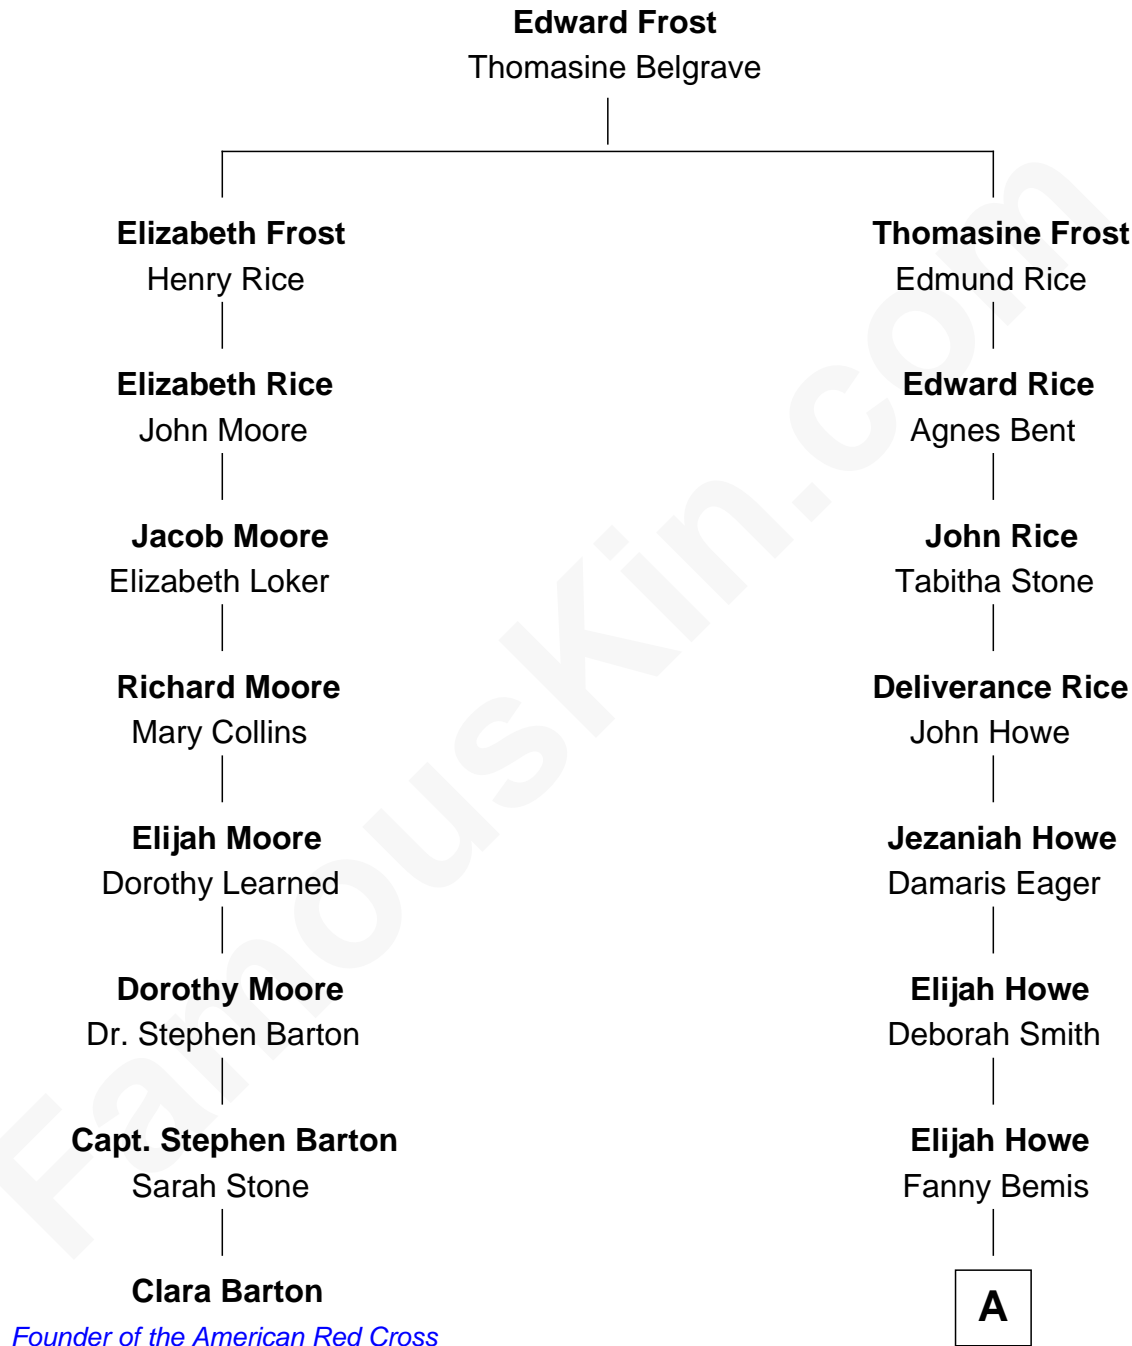 Edward Frost
Thomasine Belgrave
Elizabeth Frost
Henry Rice
Thomasine Frost
Edmund Rice
Elizabeth Rice
John Moore
Edward Rice
Agnes Bent
Jacob Moore
Elizabeth Loker
John Rice
Tabitha Stone
Richard Moore
Mary Collins
Deliverance Rice
John Howe
Elijah Moore
Dorothy Learned
Jezaniah Howe
Damaris Eager
Dorothy Moore
Dr. Stephen Barton
Elijah Howe
Deborah Smith
Capt. Stephen Barton
Sarah Stone
Elijah Howe
Fanny Bemis
Clara Barton
Founder of the American Red Cross
A
FamousKin.com